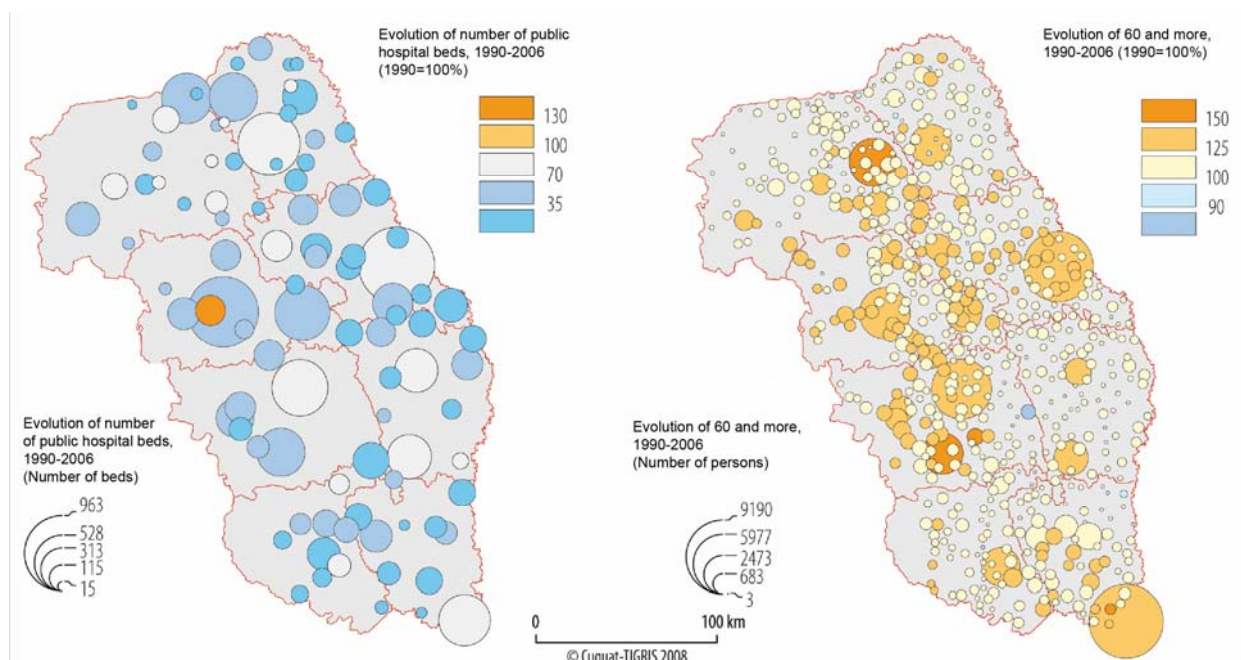 Evolution of number of public
hospital beds, 1990-2006
(1990=100%)
130
100
70
35
Evolution of number
of public hospital beds,
1990-2006
(Number of beds)
963
528
313
115
15
Evolution of 60 and more,
1990-2006 (1990=100%)
150
125
100
90
Evolution of 60 and more,
1990-2006
(Number of persons)
9190
5977
2473
683
3
0 100 km
© Cuguat-TIGRIS 2008